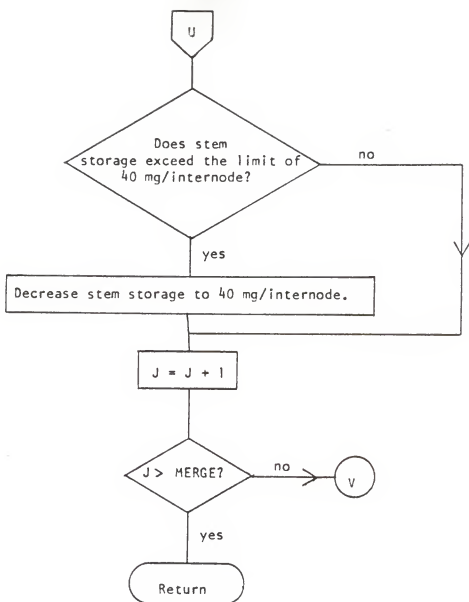 U
Does stem
storage exceed the limit of
40 mg/internode?
no
yes
Decrease stem storage to 40 mg/internode.
J = J + 1
J > MERGE?
no
V
yes
Return